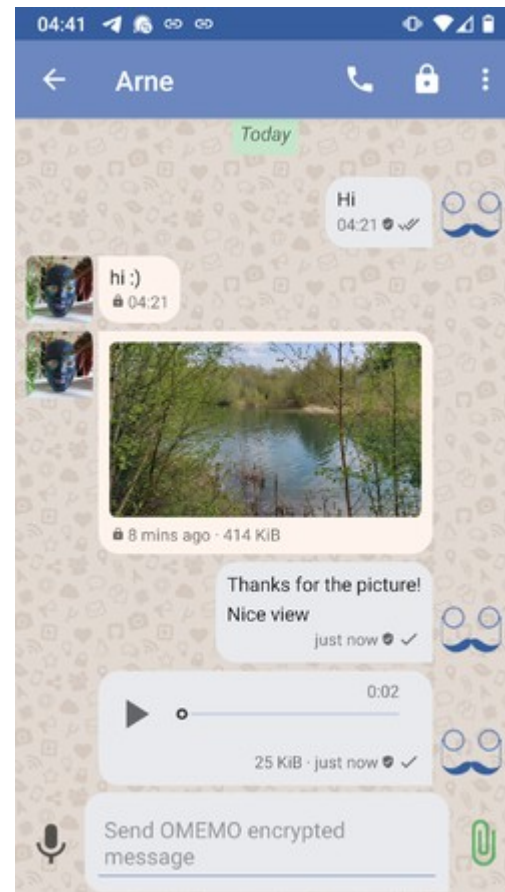 04:41
Arne
Today
Hi
04:21
hi :)
04:21
8 mins ago · 414 KiB
Thanks for the picture!
Nice view
just now
0:02
25 KiB · just now
Send OMEMO encrypted
message